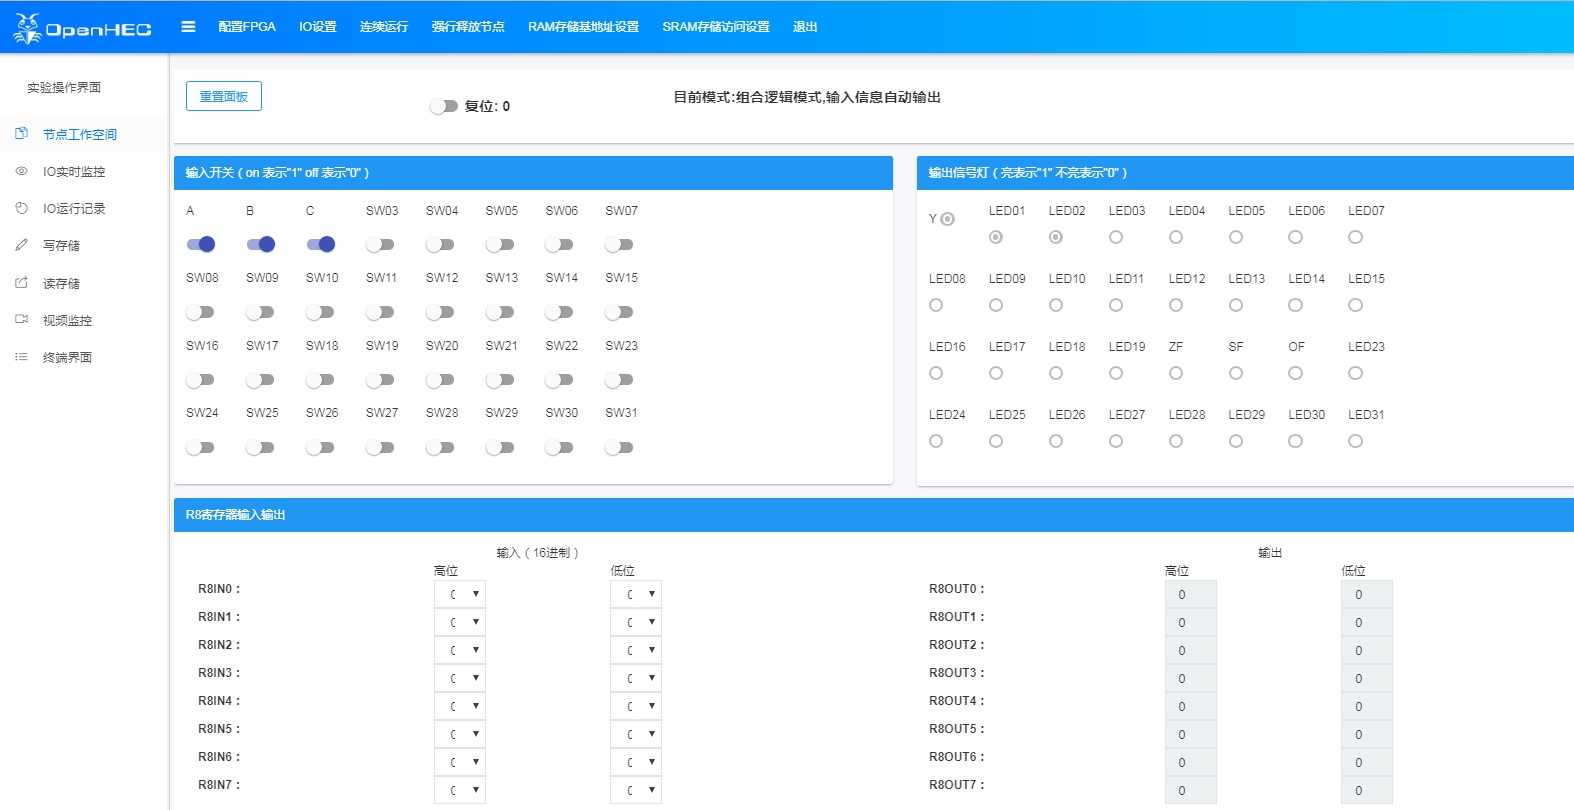 OpenHEC 配置FPGA IO设置 连续运行 强行释放节点 RAM存储基地址设置 SRAM存储访问设置 退出
实验操作界面
节点工作空间
IO实时监控
IO运行记录
写存储
读存储
视频监控
终端界面
重置面板 复位: 0 目前模式:组合逻辑模式,输入信息自动输出
输入开关（on 表示"1" off 表示"0"）
A B C SW03 SW04 SW05 SW06 SW07
SW08 SW09 SW10 SW11 SW12 SW13 SW14 SW15
SW16 SW17 SW18 SW19 SW20 SW21 SW22 SW23
SW24 SW25 SW26 SW27 SW28 SW29 SW30 SW31
输出信号灯（亮表示"1" 不亮表示"0"）
Y LED01 LED02 LED03 LED04 LED05 LED06 LED07
LED08 LED09 LED10 LED11 LED12 LED13 LED14 LED15
LED16 LED17 LED18 LED19 ZF SF OF LED23
LED24 LED25 LED26 LED27 LED28 LED29 LED30 LED31
R8寄存器输入输出
输入（16进制）
高位 低位
R8IN0：
R8IN1：
R8IN2：
R8IN3：
R8IN4：
R8IN5：
R8IN6：
R8IN7：
输出
高位 低位
R8OUT0： 0 0
R8OUT1： 0 0
R8OUT2： 0 0
R8OUT3： 0 0
R8OUT4： 0 0
R8OUT5： 0 0
R8OUT6： 0 0
R8OUT7： 0 0